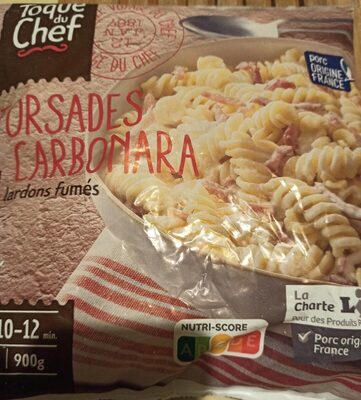 Toque
du
Chef
porc
ORIGINE
FRANCE
URSADES
CARBONARA
lardons fumés
10-12 min.
900g
NUTRI-SCORE
La
Charte
pour des Produits
Porc orig
France